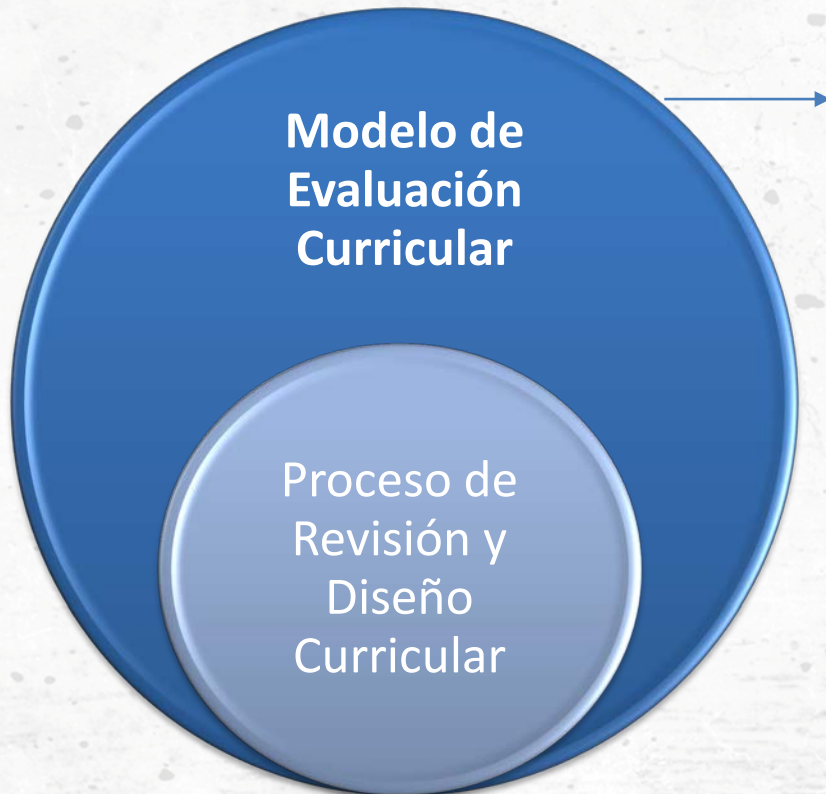 Modelo de
Evaluación
Curricular
Proceso de
Revisión y
Diseño
Curricular